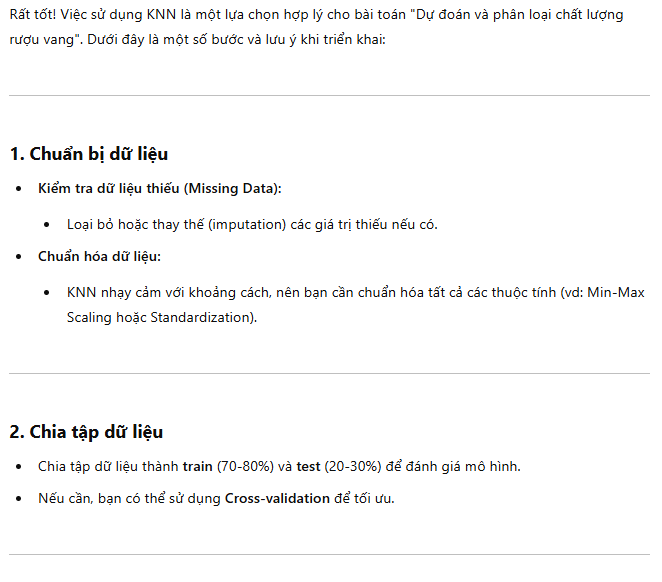 Rất tốt! Việc sử dụng KNN là một lựa chọn hợp lý cho bài toán "Dự đoán và phân loại chất lượng
rượu vang". Dưới đây là một số bước và lưu ý khi triển khai:
1. Chuẩn bị dữ liệu
• Kiểm tra dữ liệu thiếu (Missing Data):
• Loại bỏ hoặc thay thế (imputation) các giá trị thiếu nếu có.
• Chuẩn hóa dữ liệu:
• KNN nhạy cảm với khoảng cách, nên bạn cần chuẩn hóa tất cả các thuộc tính (vd: Min-Max
Scaling hoặc Standardization).
2. Chia tập dữ liệu
• Chia tập dữ liệu thành train (70-80%) và test (20-30%) để đánh giá mô hình.
• Nếu cần, bạn có thể sử dụng Cross-validation để tối ưu.